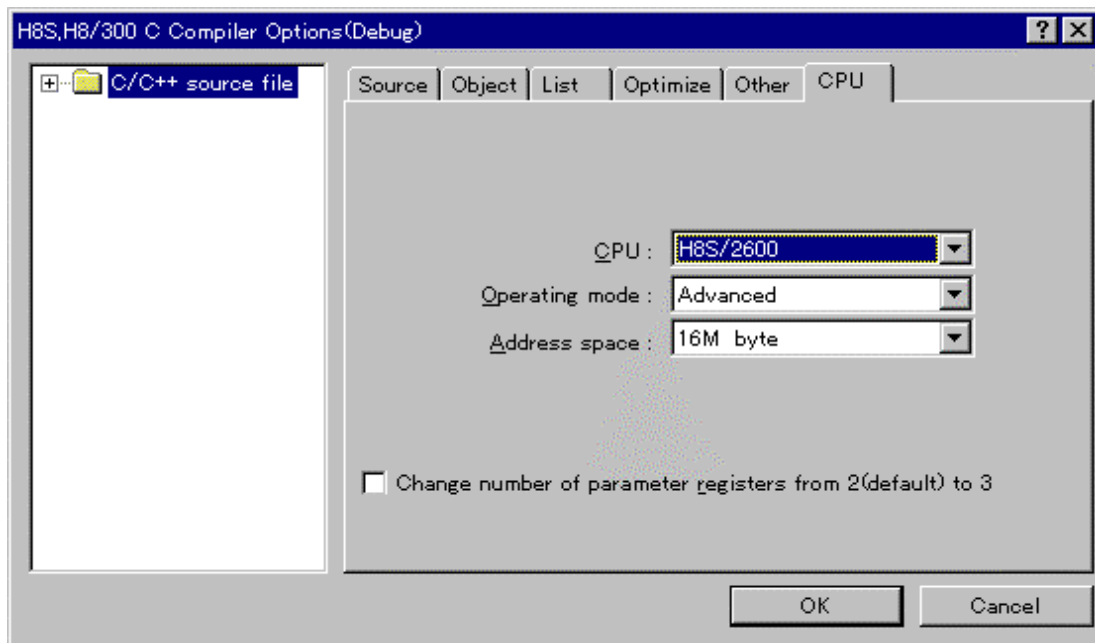 H8S,H8/300 C Compiler Options(Debug)
C/C++ source file
Source Object List Optimize Other CPU
CPU : H8S/2600
Operating mode : Advanced
Address space : 16M byte
Change number of parameter registers from 2(default) to 3
OK Cancel